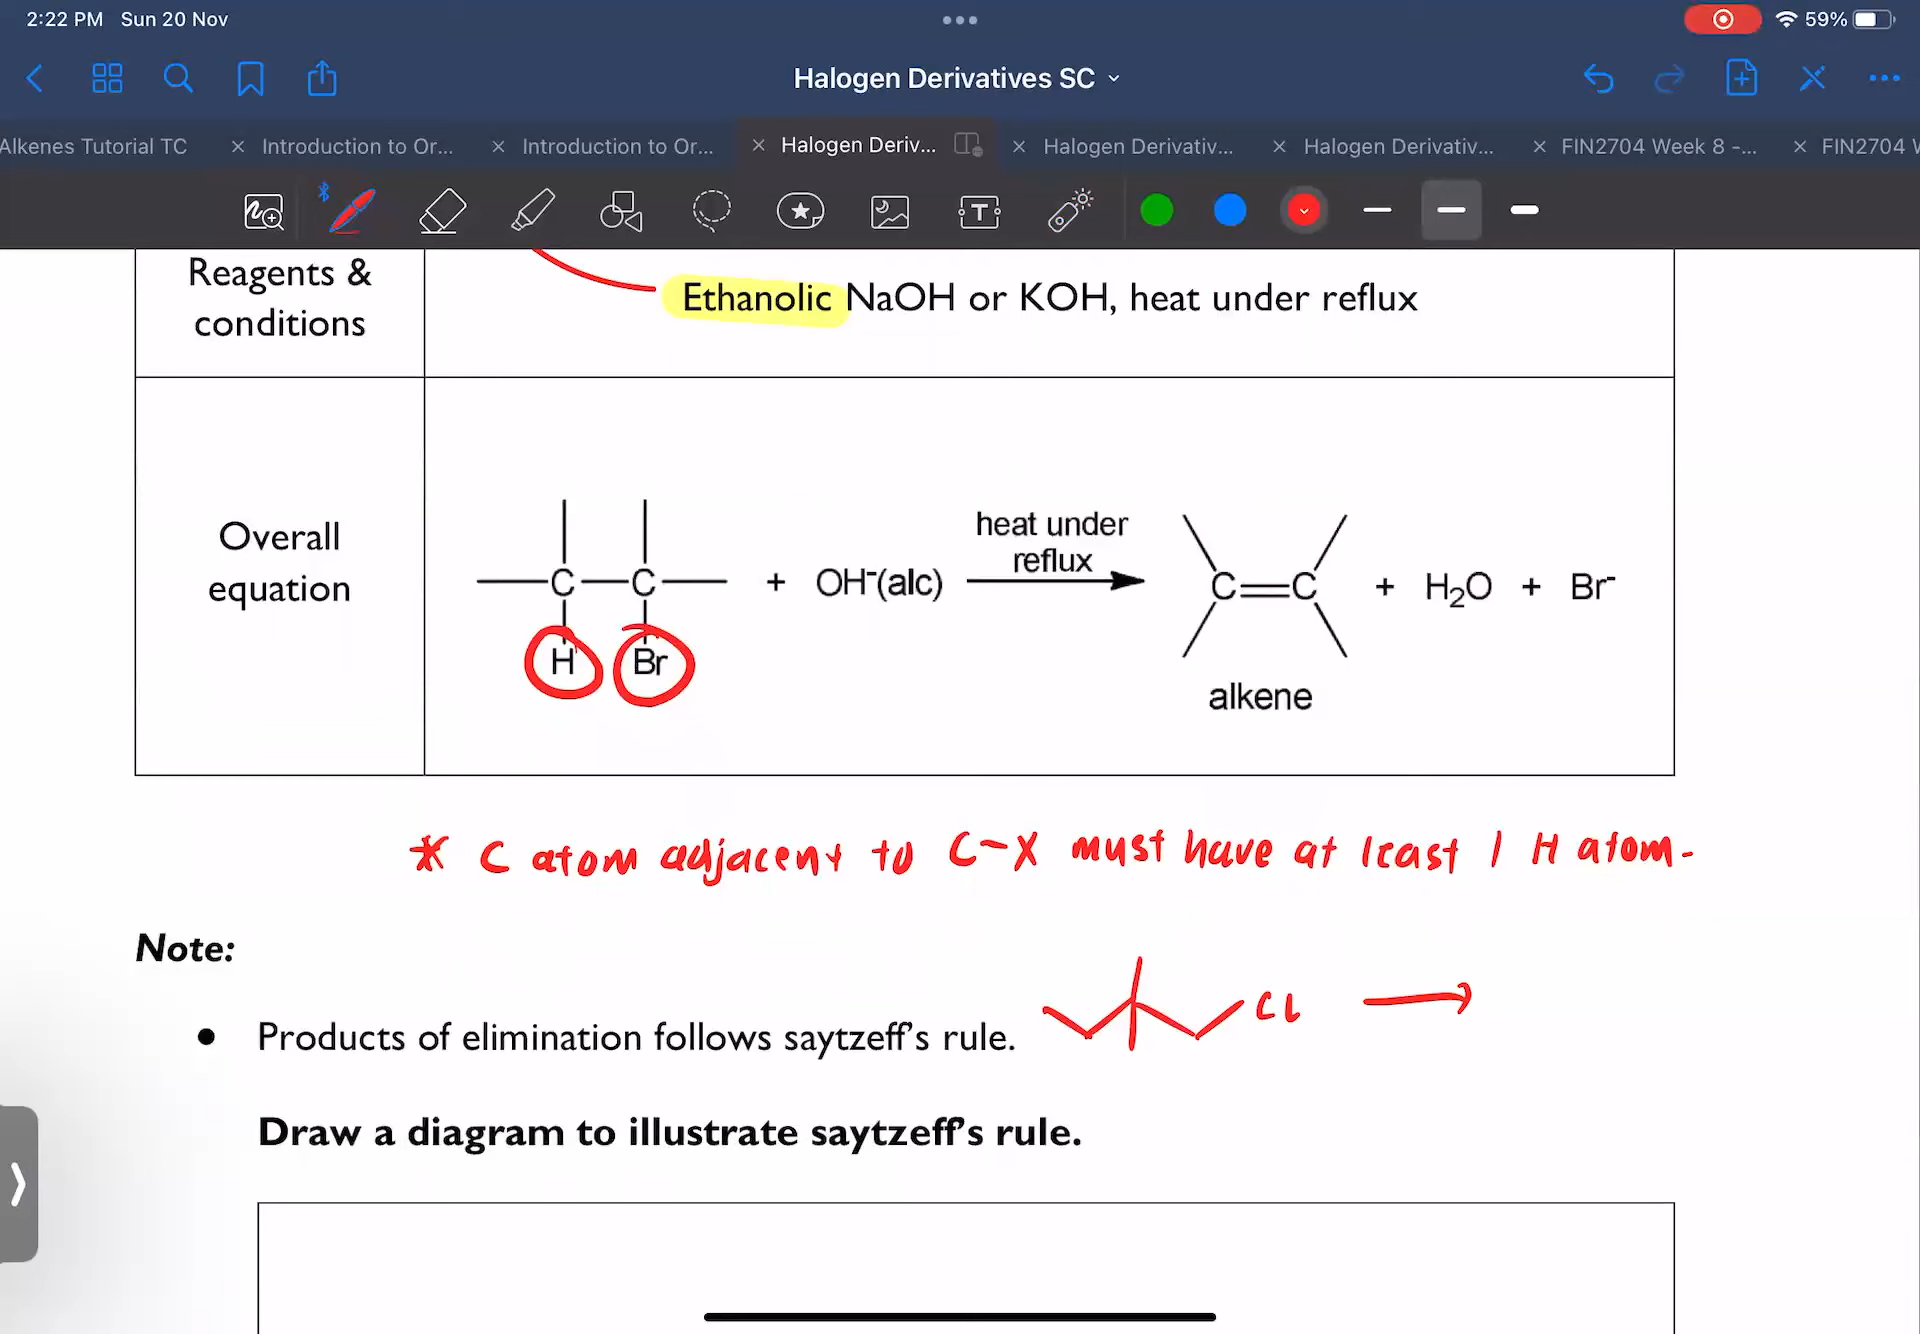 2:22 PM Sun 20 Nov
59%
Halogen Derivatives SC
Alkenes Tutorial TC
Introduction to Or...
Introduction to Or...
Halogen Deriv...
Halogen Derivativ...
Halogen Derivativ...
FIN2704 Week 8 -...
FIN2704
Reagents &
conditions
Ethanolic NaOH or KOH, heat under reflux
Overall
equation
C—C + OH⁻(alc)
heat under
reflux
C=C + H₂O + Br⁻
H Br
alkene
* C atom adjacent to C-X must have at least 1 H atom.
Note:
Cl
• Products of elimination follows saytzeff's rule.
Draw a diagram to illustrate saytzeff's rule.